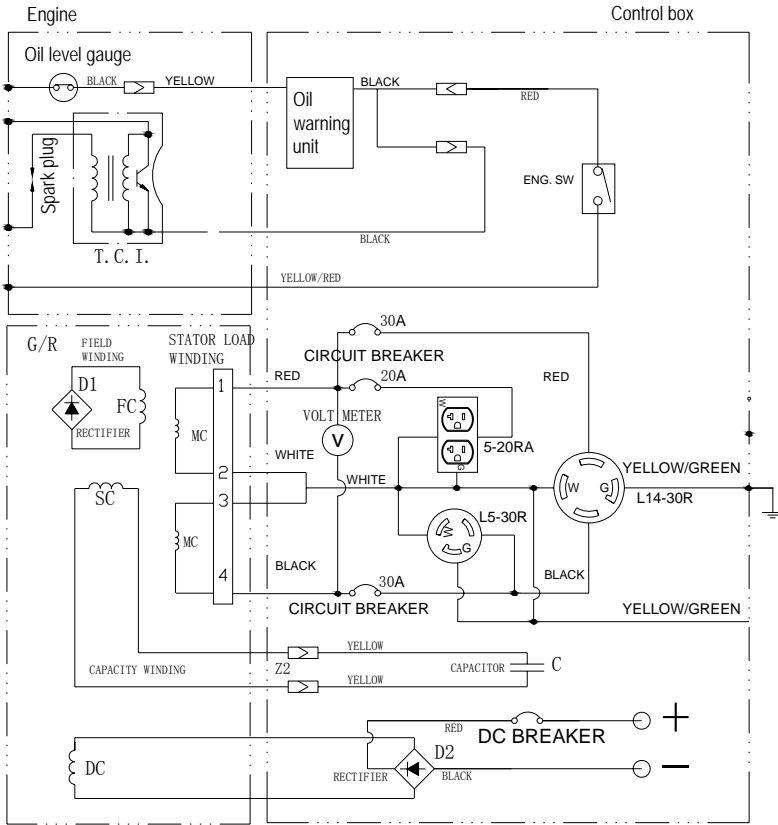 Engine
Control box
Oil level gauge
BLACK
YELLOW
Oil
warning
unit
BLACK
RED
Spark plug
ENG. SW
T.C.I.
BLACK
YELLOW/RED
G/R
FIELD
WINDING
STATOR LOAD
WINDING
30A
CIRCUIT BREAKER
D1
FC
RECTIFIER
1
RED
20A
RED
MC
VOLT METER
V
W
G
5-20RA
WHITE
2
WHITE
YELLOW/GREEN
SC
3
W
G
L14-30R
L5-30R
W
G
MC
4
BLACK
30A
BLACK
CIRCUIT BREAKER
YELLOW/GREEN
YELLOW
CAPACITY WINDING
Z2
CAPACITOR
C
YELLOW
RED
DC BREAKER
+
DC
D2
RECTIFIER
BLACK
—